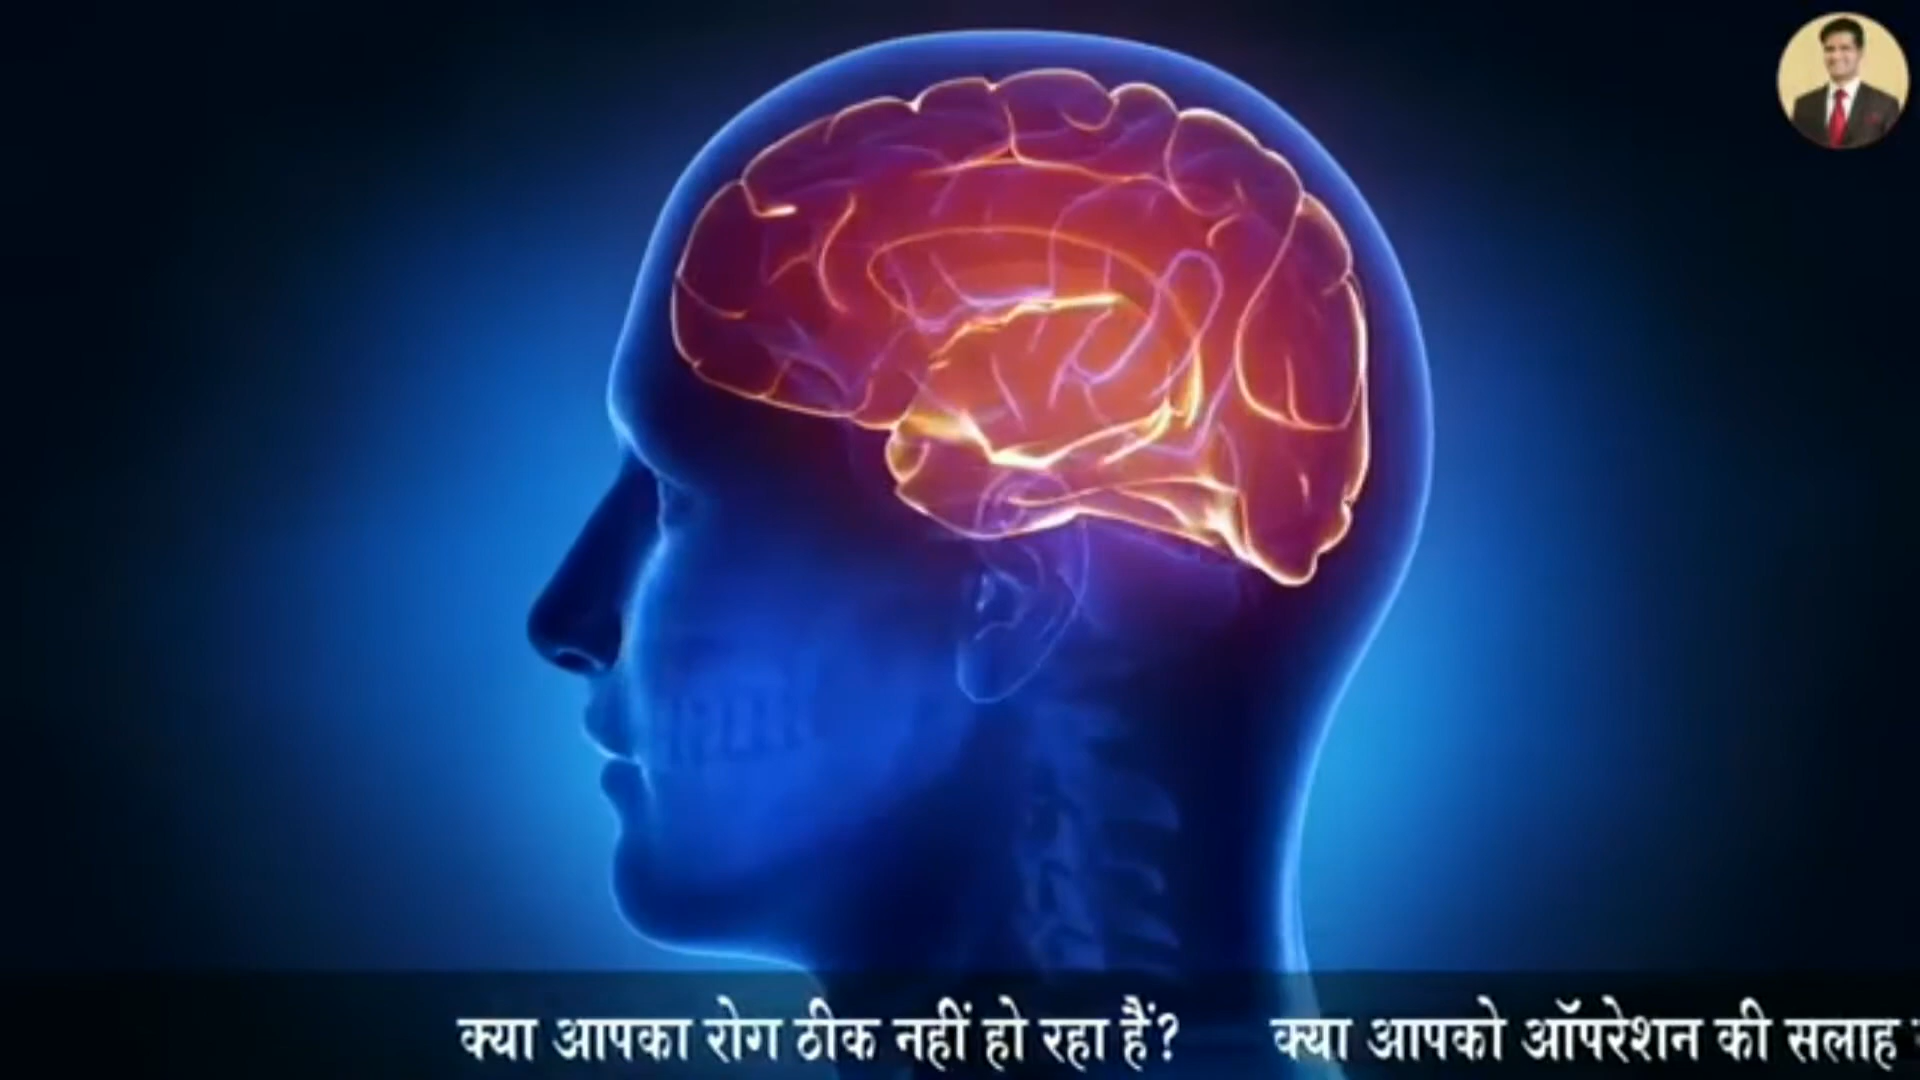 क्या आपका रोग ठीक नहीं हो रहा हैं? क्या आपको ऑपरेशन की सलाह